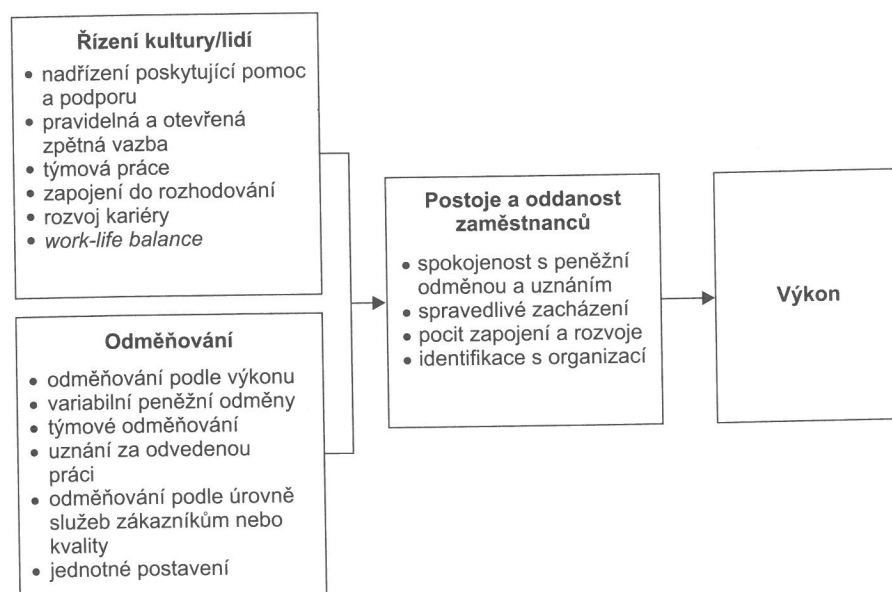 Řízení kultury/lidí
• nadřízení poskytující pomoc
a podporu
• pravidelná a otevřená
zpětná vazba
• týmová práce
• zapojení do rozhodování
• rozvoj kariéry
• work-life balance
Odměňování
• odměňování podle výkonu
• variabilní peněžní odměny
• týmové odměňování
• uznání za odvedenou
práci
• odměňování podle úrovně
služeb zákazníkům nebo
kvality
• jednotné postavení
Postoje a oddanost
zaměstnanců
• spokojenost s peněžní
odměnou a uznáním
• spravedlivé zacházení
• pocit zapojení a rozvoje
• identifikace s organizací
Výkon